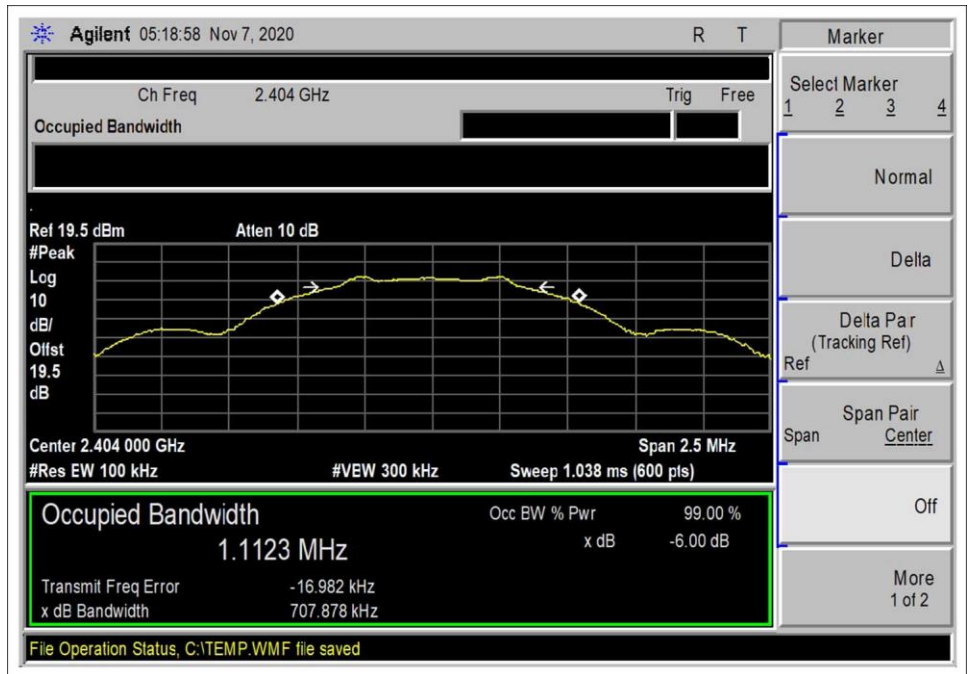 Agilent 05:18:58 Nov 7, 2020 R T
Ch Freq 2.404 GHz Trig Free
Occupied Bandwidth
.
Ref 19.5 dBm Atten 10 dB
#Peak
Log
10
dB/
Offst
19.5
dB
Center 2.404 000 GHz Span 2.5 MHz
#Res EW 100 kHz #VEW 300 kHz Sweep 1.038 ms (600 pts)
Occupied Bandwidth Occ BW % Pwr 99.00 %
1.1123 MHz x dB -6.00 dB
Transmit Freq Error -16.982 kHz
x dB Bandwidth 707.878 kHz
File Operation Status, C:\TEMP.WMF file saved
Marker
Select Marker
1 2 3 4
Normal
Delta
Delta Pair
(Tracking Ref)
Ref Δ
Span Pair
Span Center
Off
More
1 of 2